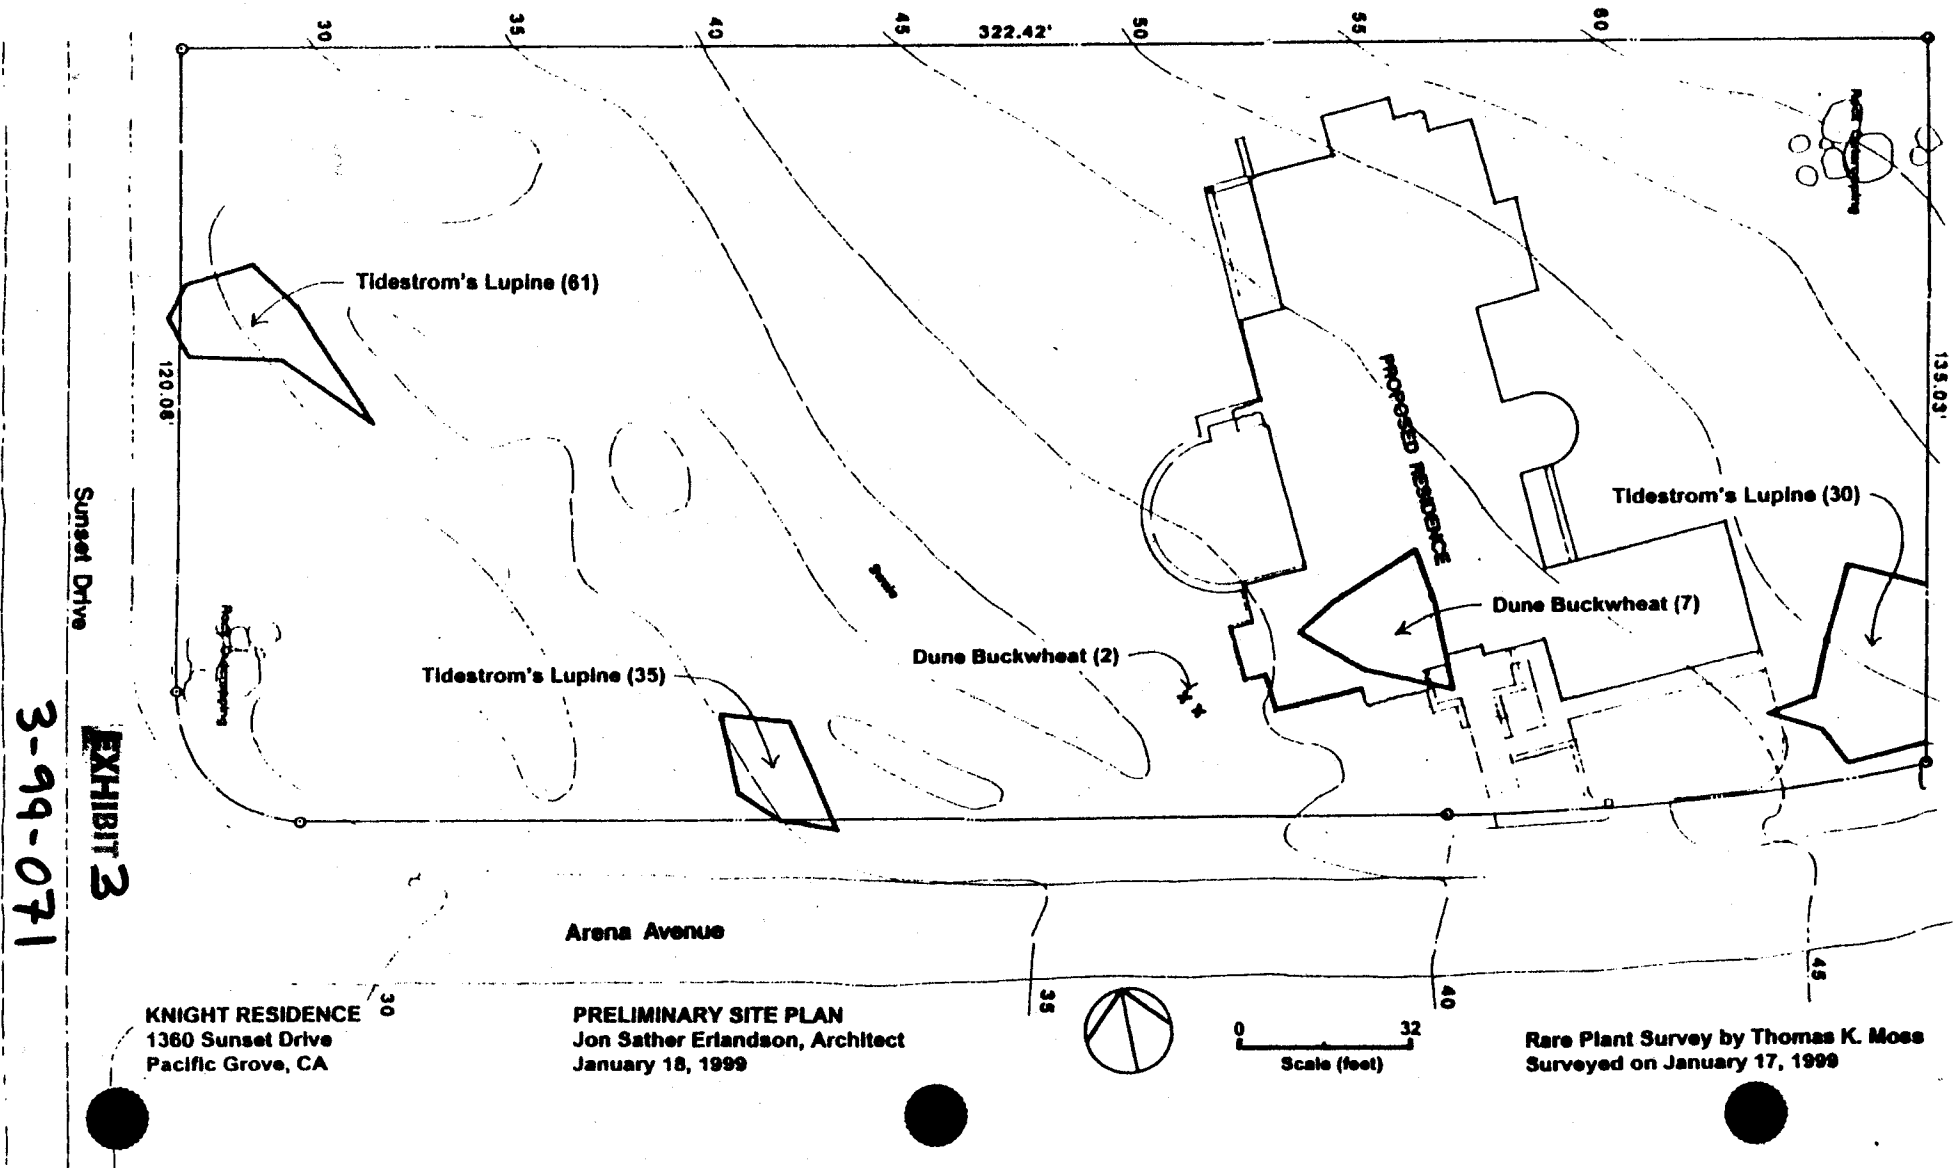 30
35
40
45
322.42'
50
55
60
Tidestrom's Lupine (61)
120.08'
PROPOSED RESIDENCE
135.03'
Tidestrom's Lupine (30)
Sunset Drive
Swale
Dune Buckwheat (7)
Dune Buckwheat (2)
Tidestrom's Lupine (35)
EXHIBIT 3
3-99-071
Arena Avenue
30
35
40
45
KNIGHT RESIDENCE
1360 Sunset Drive
Pacific Grove, CA
PRELIMINARY SITE PLAN
Jon Sather Erlandson, Architect
January 18, 1999
0 32
Scale (feet)
Rare Plant Survey by Thomas K. Moss
Surveyed on January 17, 1999